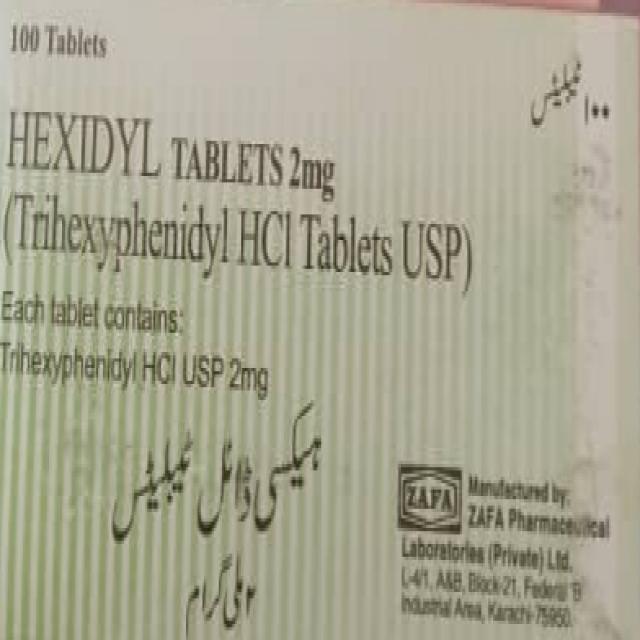 100 Tablets
۱۰۰ ٹیبلیٹس
HEXIDYL TABLETS 2mg
(Trihexyphenidyl HCl Tablets USP)
Each tablet contains:
Trihexyphenidyl HCl USP 2mg
ہیکسی ڈائل ٹیبلیٹس
۲ ملی گرام
ZAFA
Manufactured by:
ZAFA Pharmaceutical
Laboratories (Private) Ltd.
L-4/1, A&B, Block-21, Federal 'B'
Industrial Area, Karachi-75950.